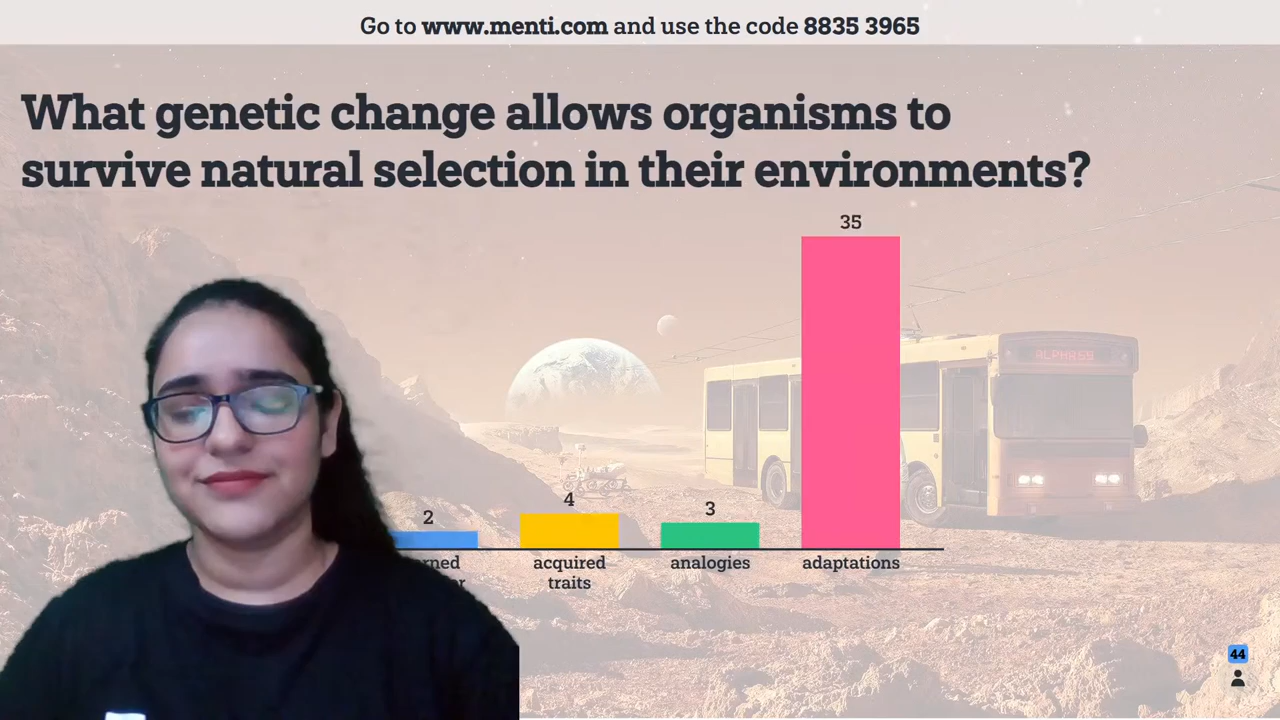 Go to www.menti.com and use the code 8835 3965
What genetic change allows organisms to
survive natural selection in their environments?
35
2
4
3
acquired
traits
analogies
adaptations
ALPHA55
44